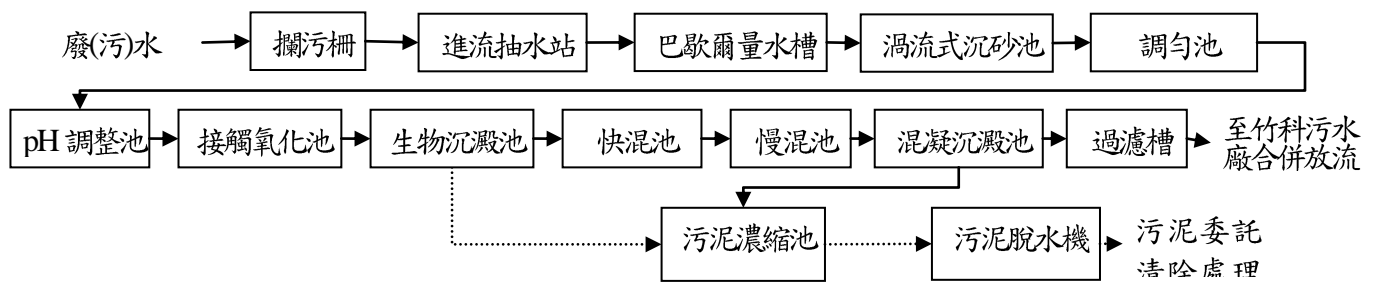 廢(污)水
攔污柵
進流抽水站
巴歇爾量水槽
渦流式沉砂池
調勻池
pH 調整池
接觸氧化池
生物沉澱池
快混池
慢混池
混凝沉澱池
過濾槽
至竹科污水
廠合併放流
污泥濃縮池
污泥脫水機
污泥委託
清除處理